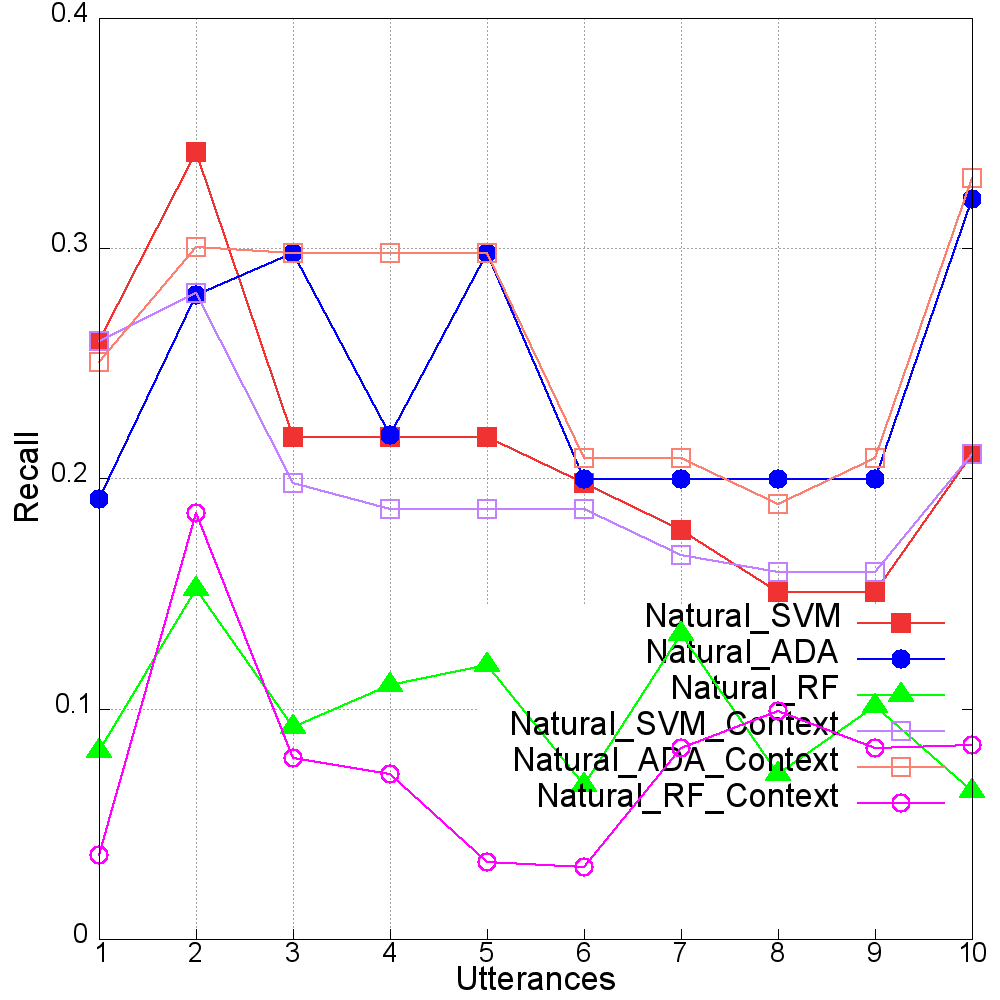 0.4
0.3
0.2
0.1
0
Recall
Natural_SVM
Natural_ADA
Natural_RF
Natural_SVM_Context
Natural_ADA_Context
Natural_RF_Context
1 2 3 4 5 6 7 8 9 10
Utterances